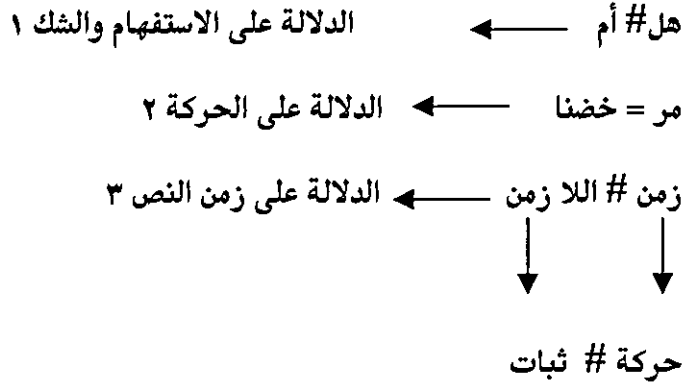 هل# أم ← الدلالة على الاستفهام والشك ١
مر = خضنا ← الدلالة على الحركة ٢
زمن # اللا زمن ← الدلالة على زمن النص ٣
حركة # ثبات